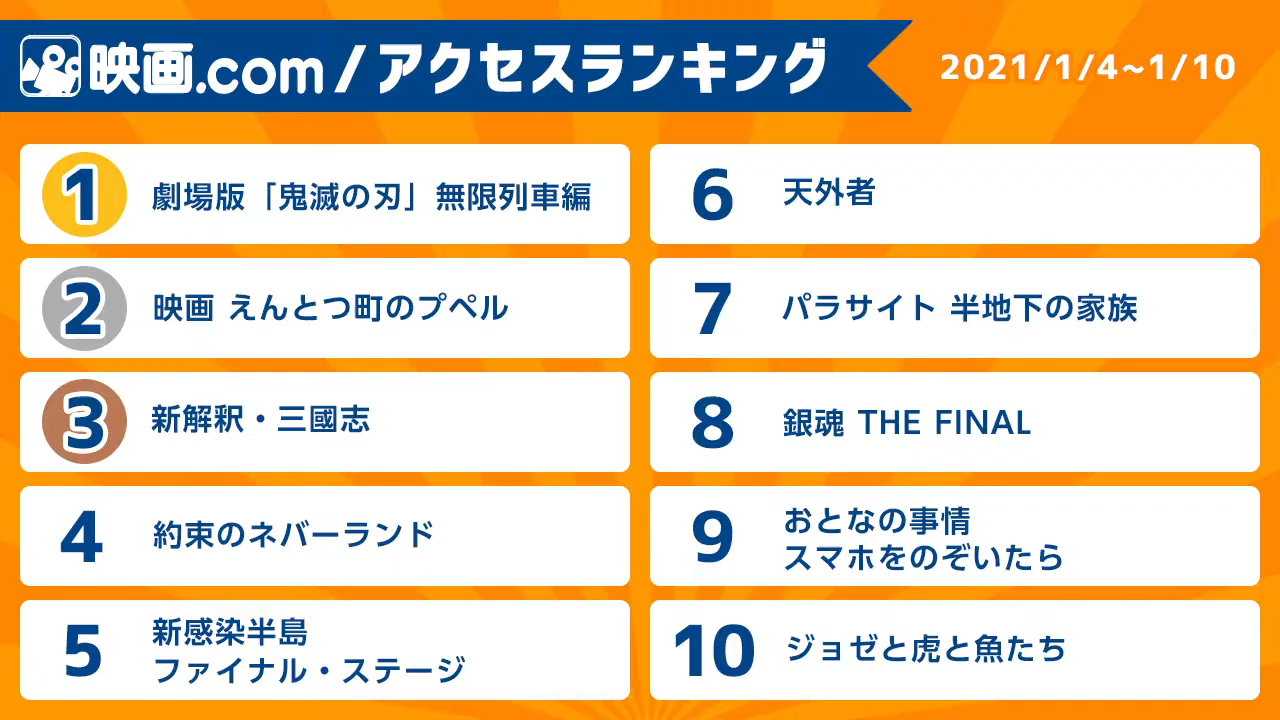 映画.com/アクセスランキング
2021/1/4~1/10
1 劇場版「鬼滅の刃」無限列車編
2 映画 えんとつ町のプペル
3 新解釈・三國志
4 約束のネバーランド
5 新感染半島
ファイナル・ステージ
6 天外者
7 パラサイト 半地下の家族
8 銀魂 THE FINAL
9 おとなの事情
スマホをのぞいたら
10 ジョゼと虎と魚たち